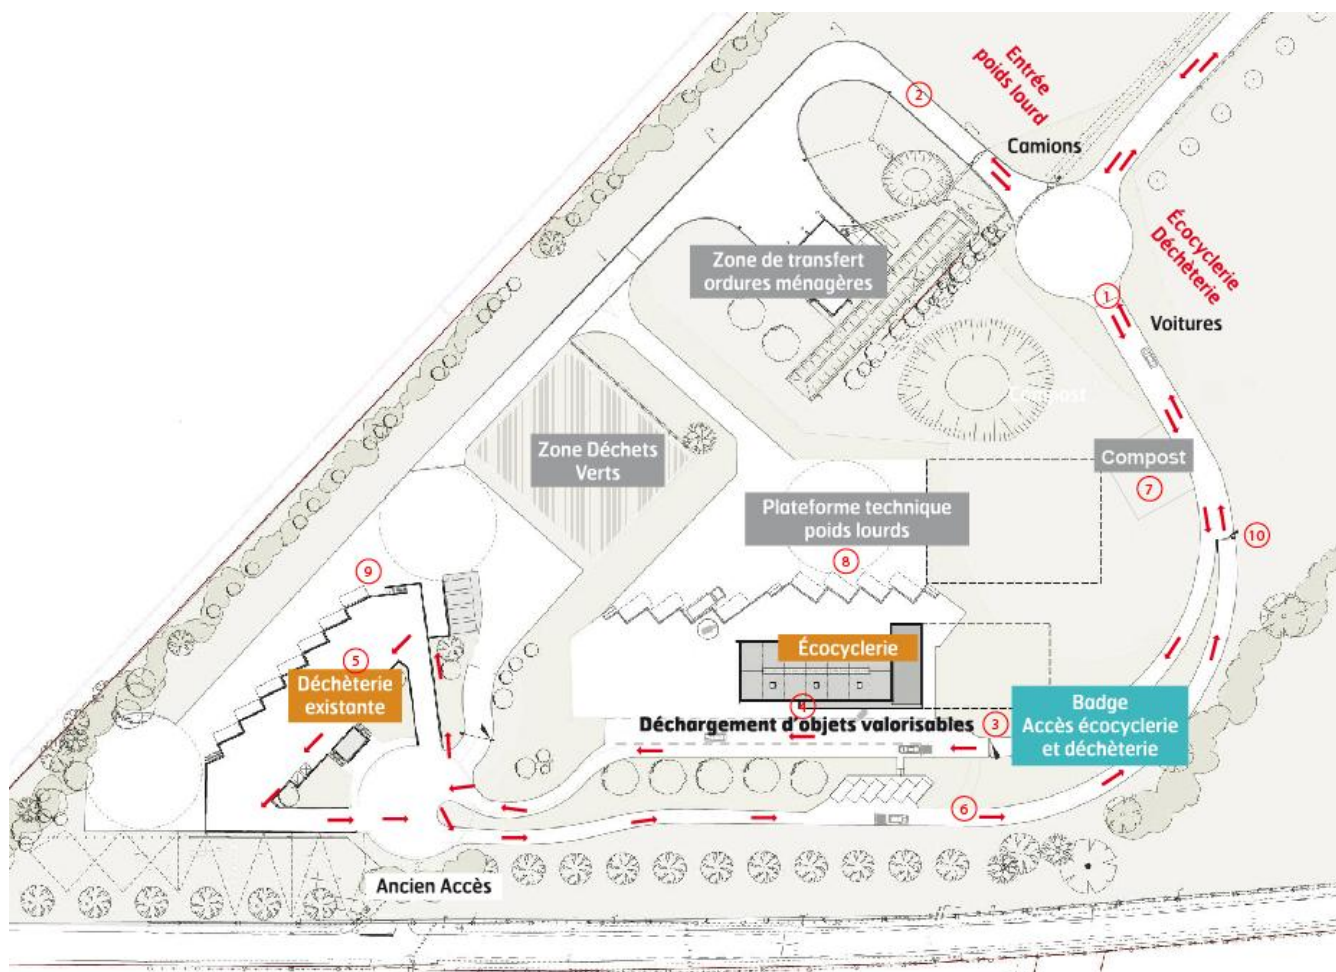 Entrée
poids lourd
2
Camions
Écocyclerie
Déchèterie
Zone de transfert
ordures ménagères
1
Voitures
Compost
Zone Déchets
Verts
Compost
7
Plateforme technique
poids lourds
8
10
9
Écocyclerie
5
Déchèterie
existante
4
Déchargement d'objets valorisables
3
Badge
Accès écocyclerie
et déchèterie
6
Ancien Accès